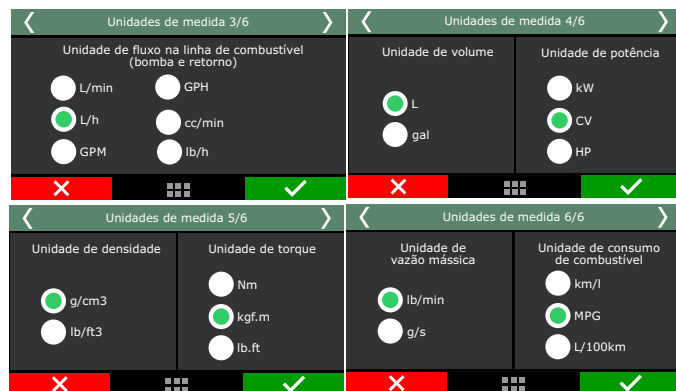 Unidades de medida 3/6
Unidade de fluxo na linha de combustível
(bomba e retorno)
L/min
GPH
L/h
cc/min
GPM
lb/h
Unidades de medida 4/6
Unidade de volume
L
gal
Unidade de potência
kW
CV
HP
Unidades de medida 5/6
Unidade de densidade
g/cm3
lb/ft3
Unidade de torque
Nm
kgf.m
lb.ft
Unidades de medida 6/6
Unidade de
vazão mássica
lb/min
g/s
Unidade de consumo
de combustível
km/l
MPG
L/100km